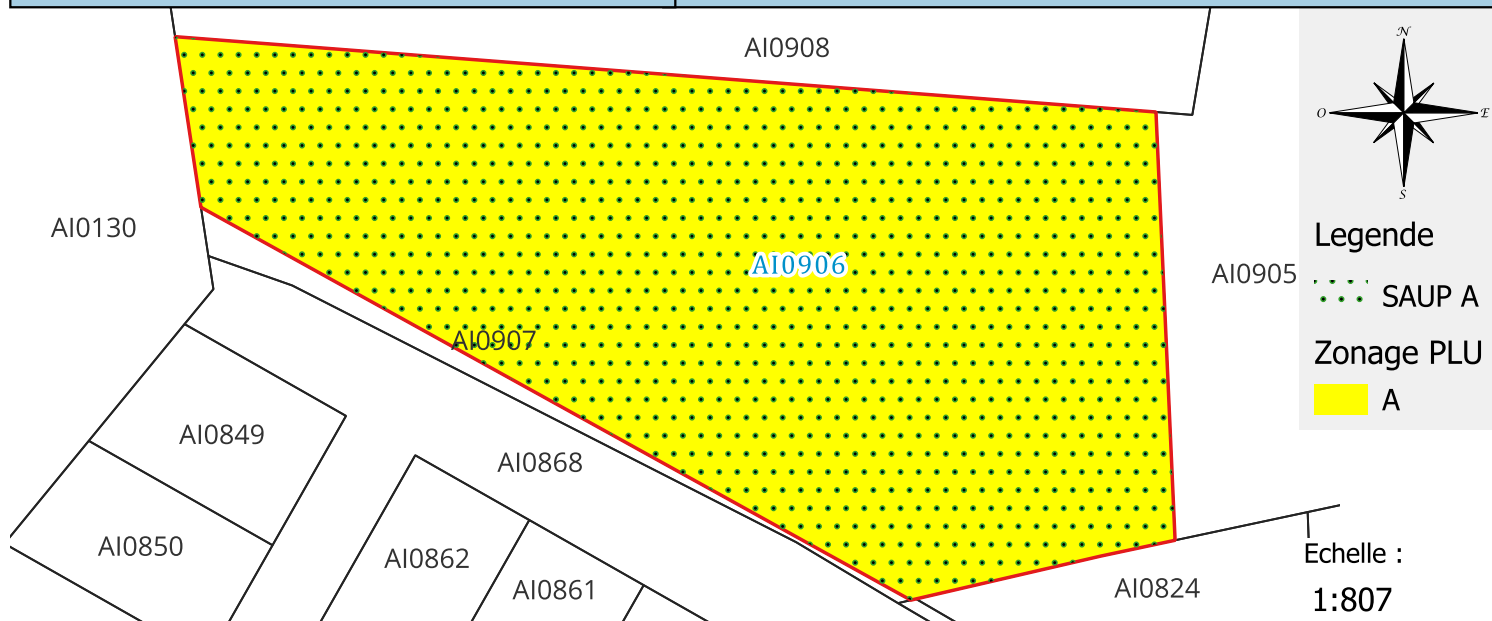 AI0908
N
O
E
S
AI0130
Legende
AI0906
AI0905
SAUP A
AI0907
Zonage PLU
A
AI0849
AI0868
AI0850
AI0862
Echelle :
AI0861
AI0824
1:807